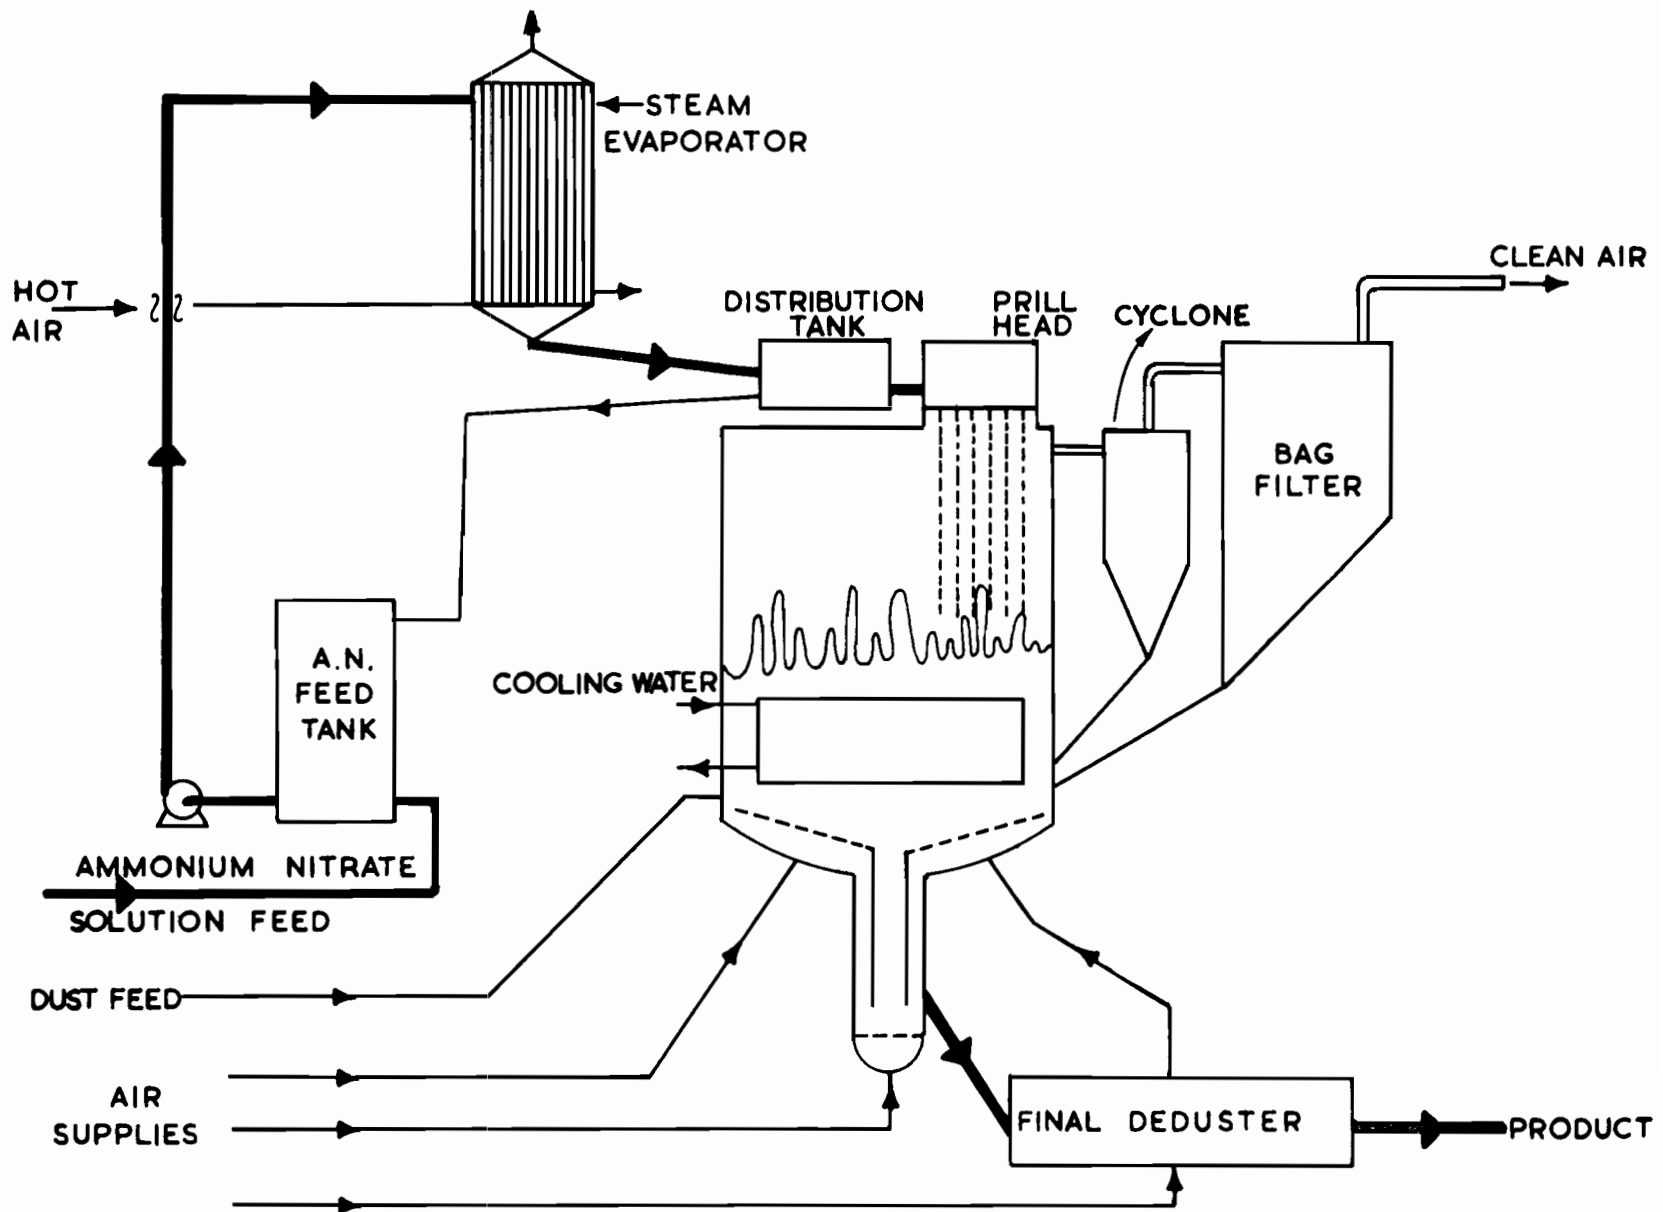 STEAM
EVAPORATOR
CLEAN AIR
HOT
AIR
DISTRIBUTION
TANK
PRILL
HEAD
CYCLONE
BAG
FILTER
A.N.
FEED
TANK
COOLING WATER
AMMONIUM NITRATE
SOLUTION FEED
DUST FEED
AIR
SUPPLIES
FINAL DEDUSTER
PRODUCT